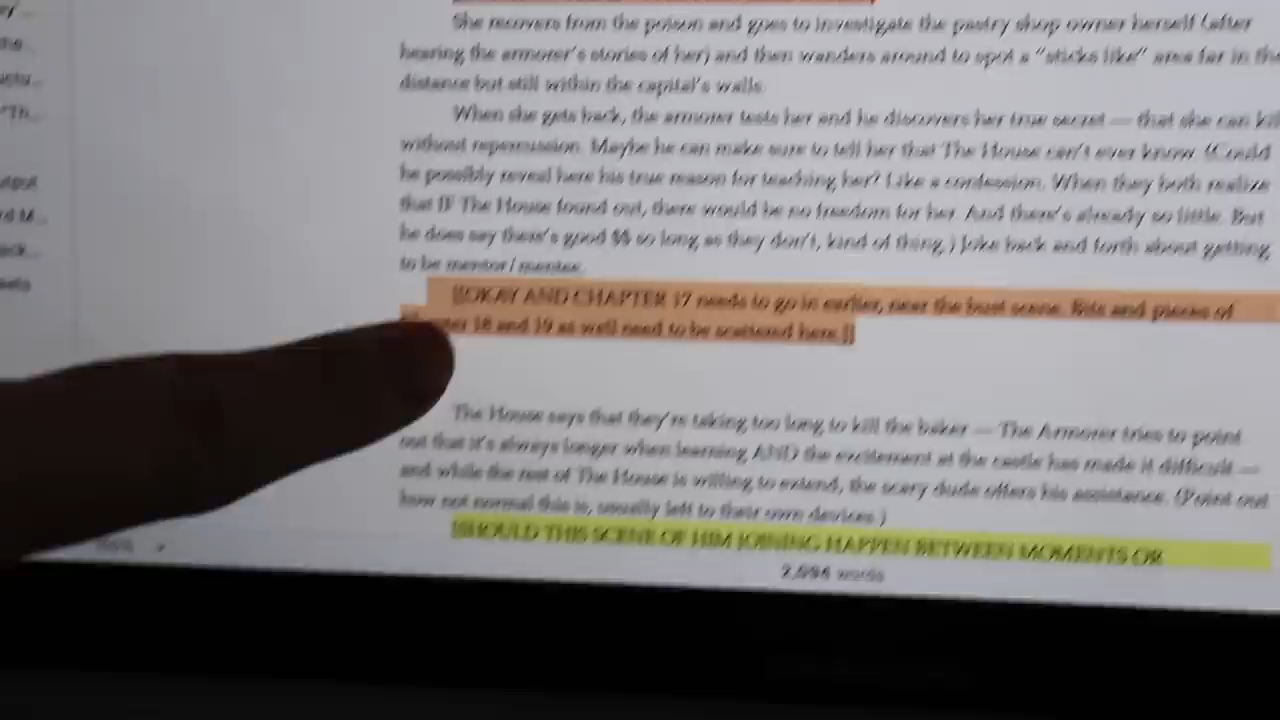 She recovers from the poison and goes to investigate the pastry shop owner herself (after
hearing the armorer's stories of her) and then wanders around to spot a "sticks like" area far in the
distance but still within the capital's walls.
When she gets back, the armorer tests her and he discovers her true secret — that she can kill
without repercussion. Maybe he can make sure to tell her that The House can't ever know. (Could
he possibly reveal here his true reason for teaching her? Like a confession. When they both realize
that IF The House found out, there would be no freedom for her. And there's already so little. But
he does say there's good $$ so long as they don't, kind of thing.) Joke back and forth about getting
to be mentor/mentee.
[[OKAY AND CHAPTER 17 needs to go in earlier, near the hunt scene. Bits and pieces of
18 and 19 as well need to be scattered here.]]
The House says that they're taking too long to kill the baker — The Armorer tries to point
out that it's always longer when learning AND the excitement at the castle has made it difficult —
and while the rest of The House is willing to extend, the scary dude offers his assistance. (Point out
how not normal this is, usually left to their own devices.)
[SHOULD THIS SCENE OF HIM JOINING HAPPEN BETWEEN MOMENTS OR
words